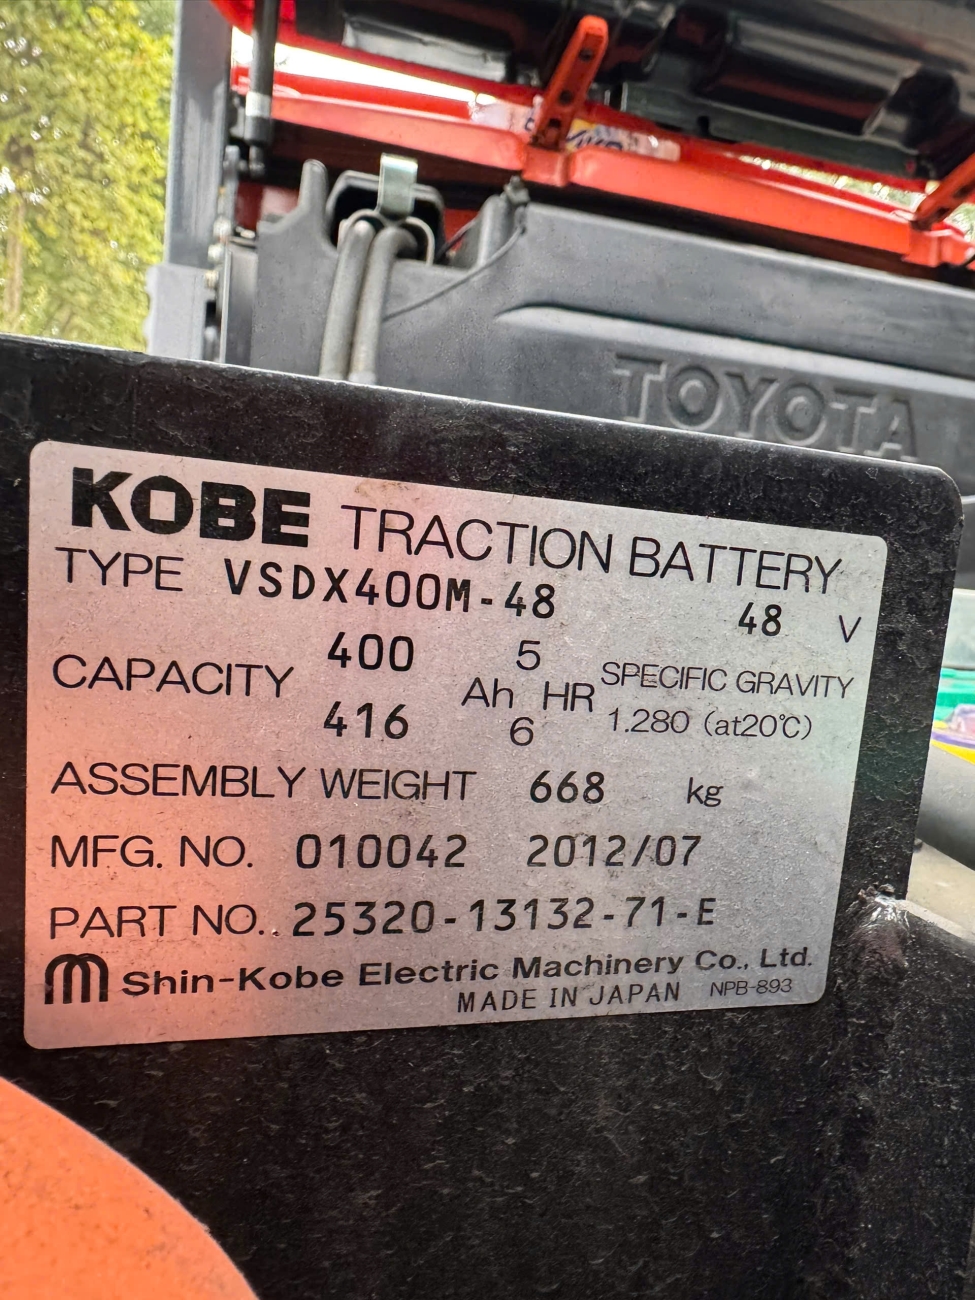 TOYOTA
KOBE TRACTION BATTERY
TYPE VSDX400M-48 48 V
400 5
CAPACITY Ah HR SPECIFIC GRAVITY
416 6 1.280 (at20℃)
ASSEMBLY WEIGHT 668 kg
MFG. NO. 010042 2012/07
PART NO. 25320-13132-71-E
Shin-Kobe Electric Machinery Co., Ltd.
MADE IN JAPAN NPB-893